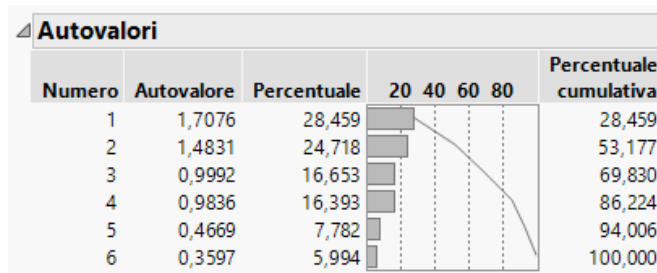 Autovalori
Numero Autovalore Percentuale 20 40 60 80 Percentuale cumulativa
1 1,7076 28,459 28,459
2 1,4831 24,718 53,177
3 0,9992 16,653 69,830
4 0,9836 16,393 86,224
5 0,4669 7,782 94,006
6 0,3597 5,994 100,000